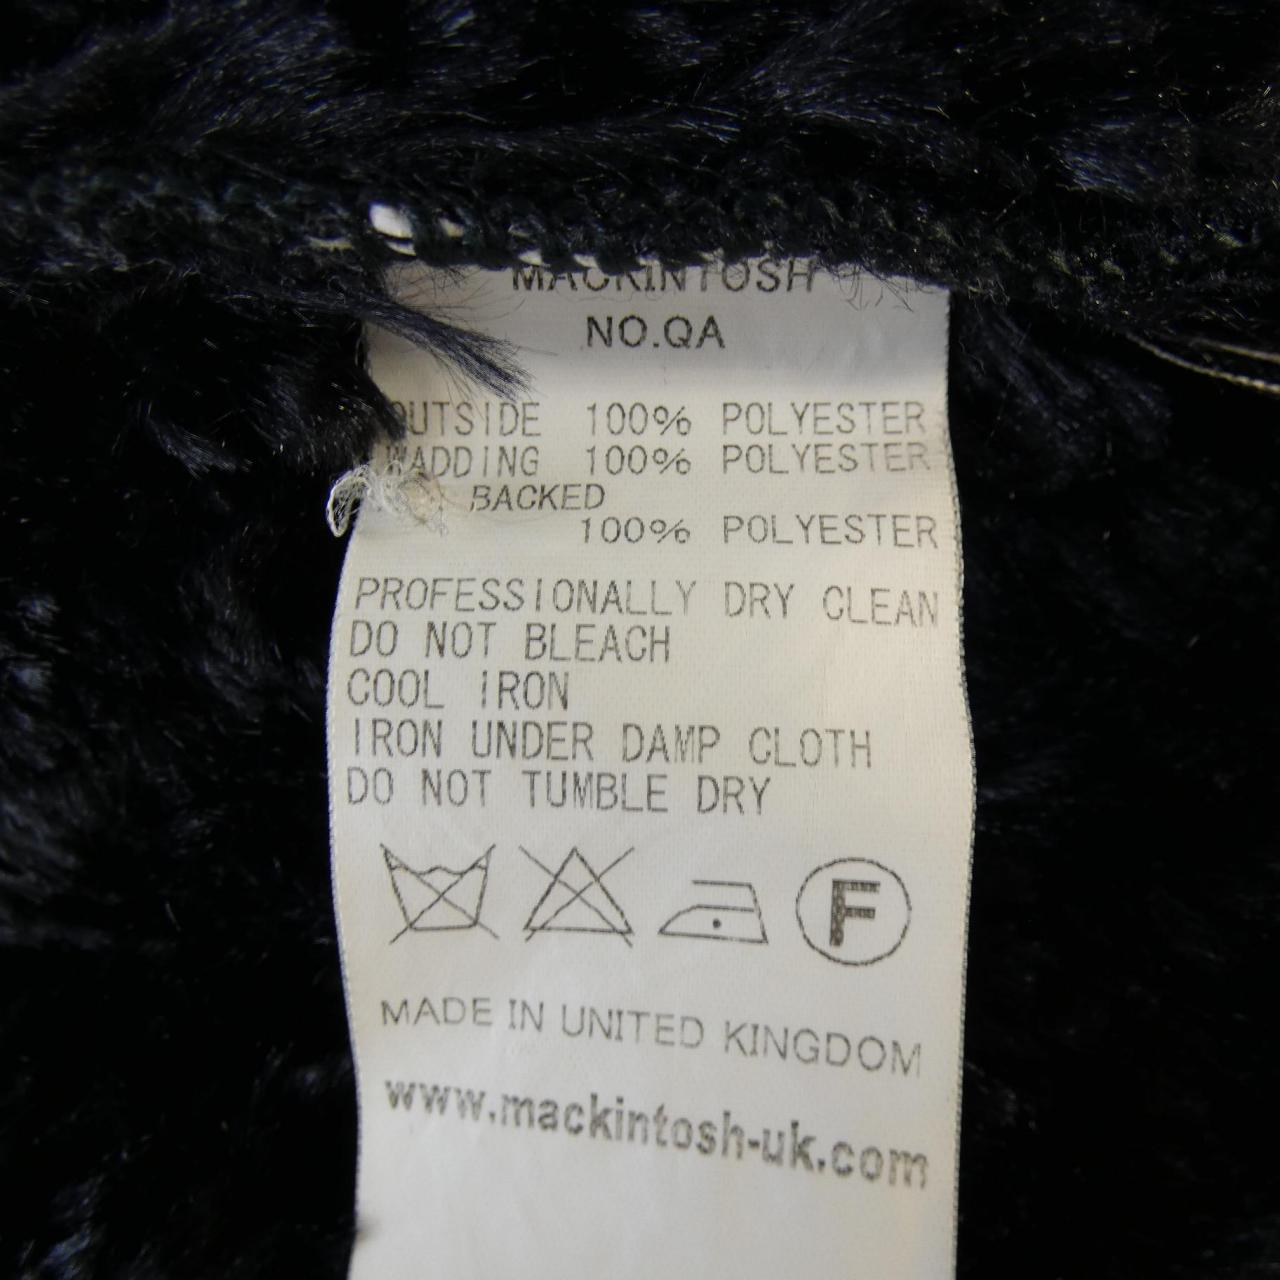 MACKINTOSH
NO.QA
OUTSIDE 100% POLYESTER
WADDING 100% POLYESTER
BACKED
100% POLYESTER
PROFESSIONALLY DRY CLEAN
DO NOT BLEACH
COOL IRON
IRON UNDER DAMP CLOTH
DO NOT TUMBLE DRY
F
MADE IN UNITED KINGDOM
www.mackintosh-uk.com